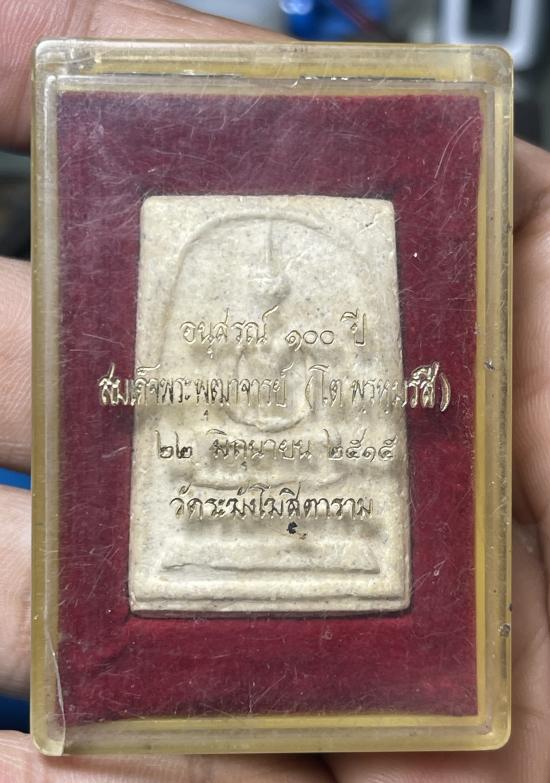 อนุสรณ์ ๑๐๐ ปี
สมเด็จพระพุฒาจารย์ (โต พฺรหฺมรํสี)
๒๒ มิถุนายน ๒๕๑๕
วัดระฆังโฆสิตาราม